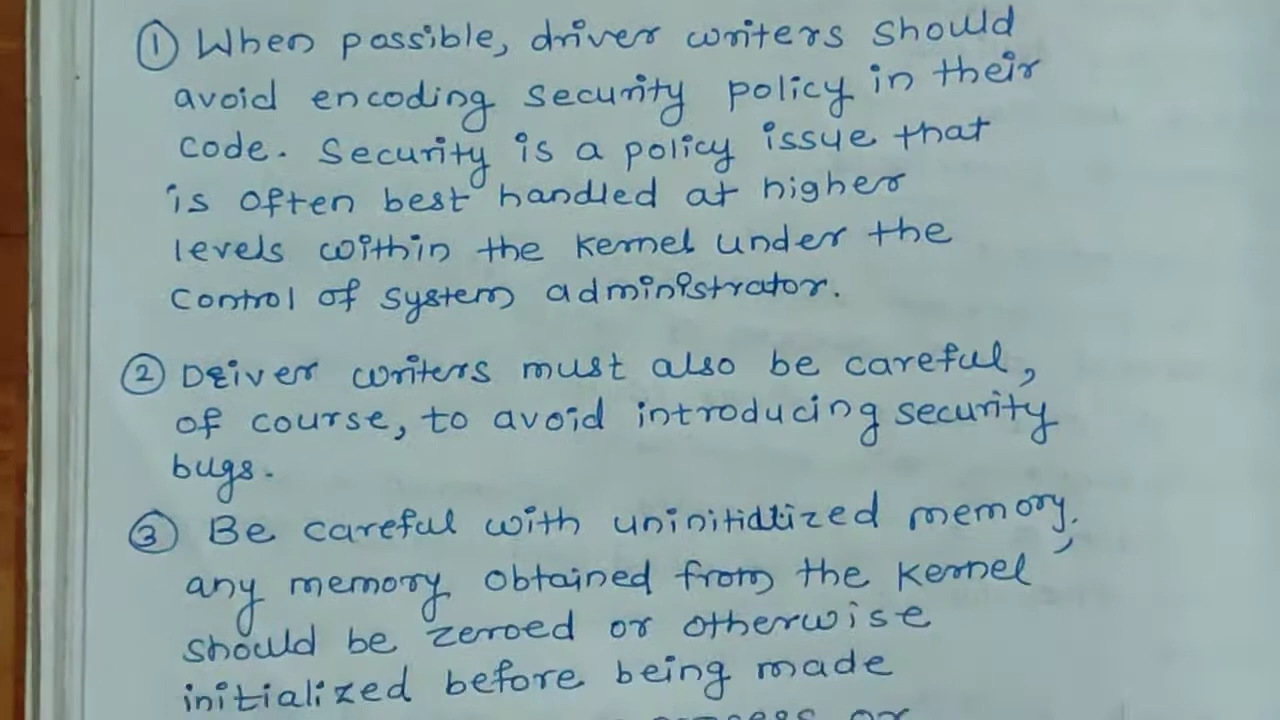 ① When possible, driver writers should
avoid encoding security policy in their
code. Security is a policy issue that
is often best handled at higher
levels within the kernel under the
control of system administrator.
② Driver writers must also be careful,
of course, to avoid introducing security
bugs.
③ Be careful with uninitialized memory;
any memory obtained from the kernel
should be zeroed or otherwise
initialized before being made
or